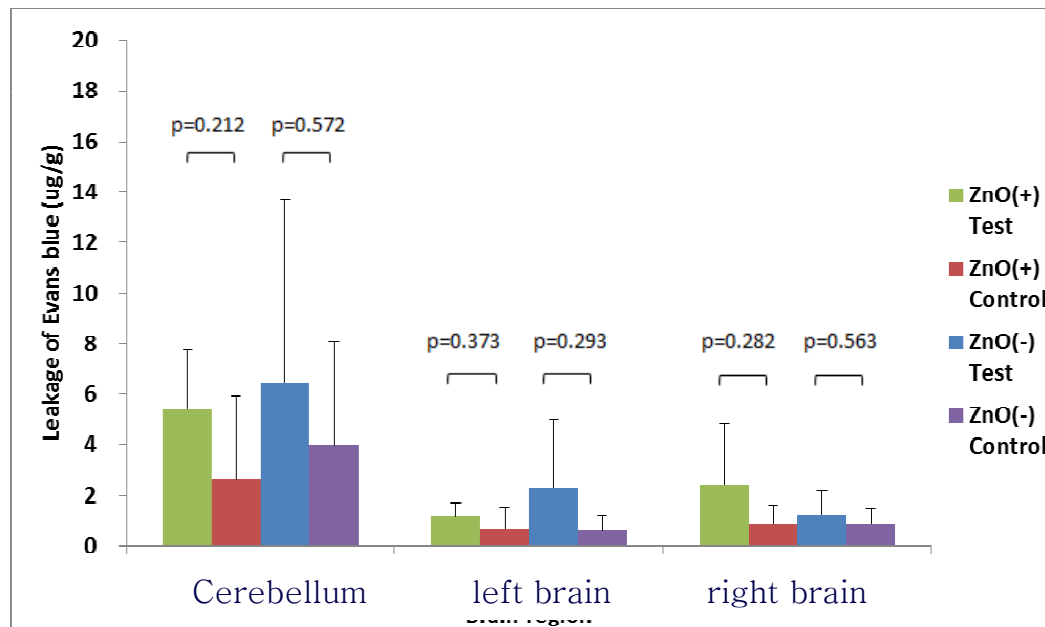 Leakage of Evans blue (ug/g)
20
18
16
14
12
10
8
6
4
2
0
p=0.212
p=0.572
p=0.373
p=0.293
p=0.282
p=0.563
ZnO(+)
Test
ZnO(+)
Control
ZnO(-)
Test
ZnO(-)
Control
Cerebellum
left brain
right brain
Brain region